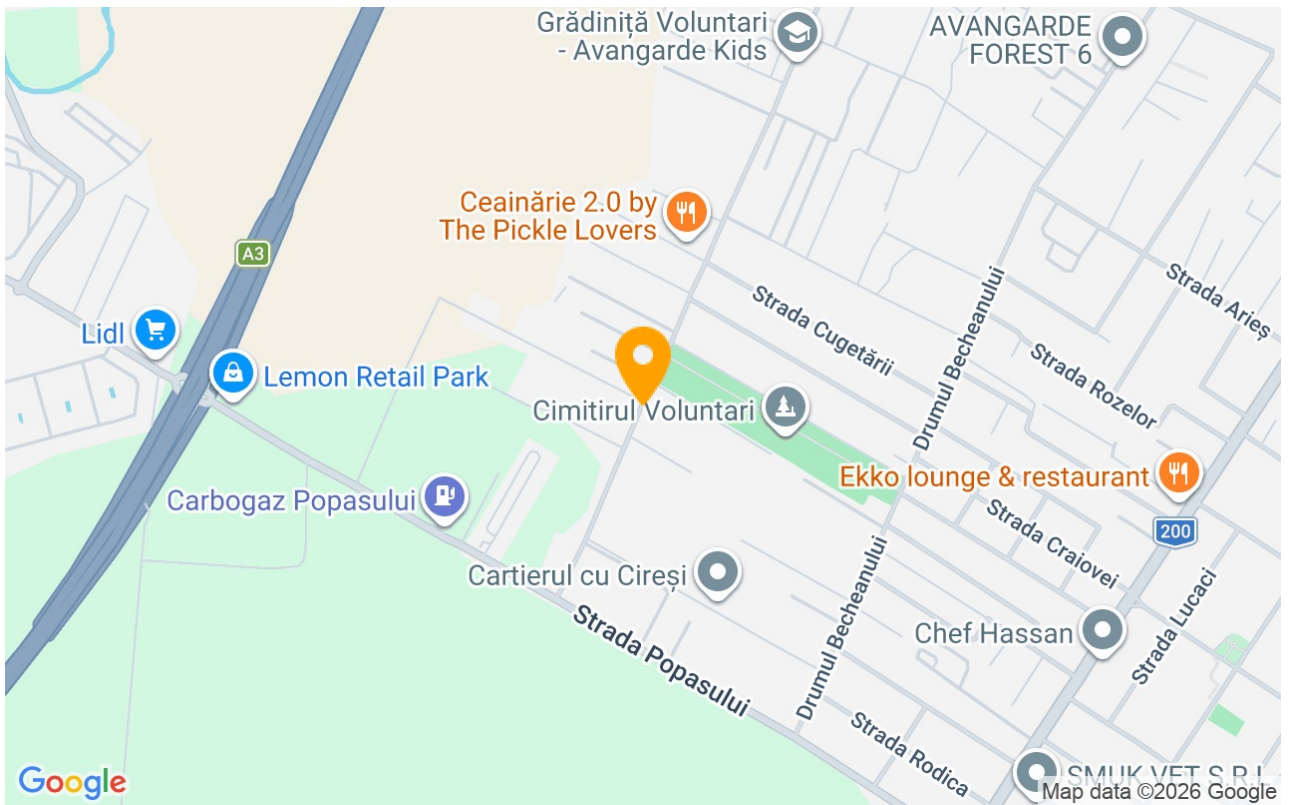 Grădiniță Voluntari
- Avangarde Kids
AVANGARDE
FOREST 6
Ceainărie 2.0 by
The Pickle Lovers
A3
Strada Arieș
Strada Cugetării
Drumul Becheanului
Strada Rozelor
Lidl
Lemon Retail Park
Cimitirul Voluntari
Ekko lounge & restaurant
Carbogaz Popasului
200
Strada Craiovei
Cartierul cu Cireși
Drumul Becheanului
Strada Lucaci
Chef Hassan
Strada Popasului
Strada Rodica
SMUK VET S.R.L
Google
Map data ©2026 Google